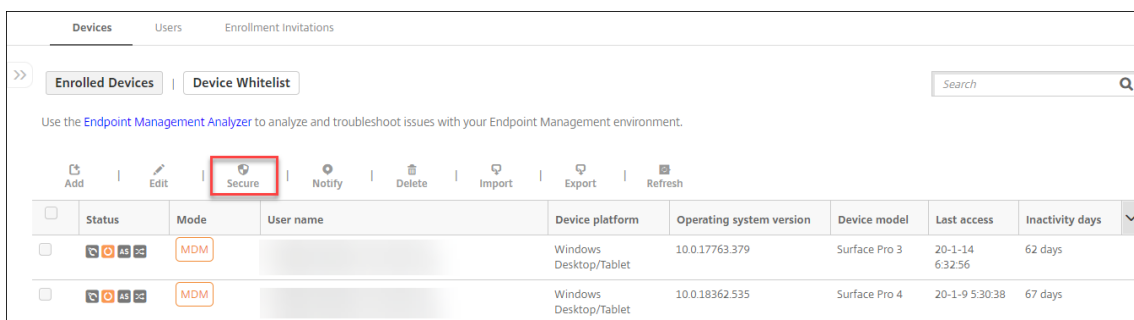 Devices Users Enrollment Invitations
>>
Enrolled Devices | Device Whitelist Search
Use the Endpoint Management Analyzer to analyze and troubleshoot issues with your Endpoint Management environment.
Add | Edit | Secure | Notify | Delete | Import | Export | Refresh
Status Mode User name Device platform Operating system version Device model Last access Inactivity days
AS MDM Windows Desktop/Tablet 10.0.17763.379 Surface Pro 3 20-1-14 6:32:56 62 days
AS MDM Windows Desktop/Tablet 10.0.18362.535 Surface Pro 4 20-1-9 5:30:38 67 days